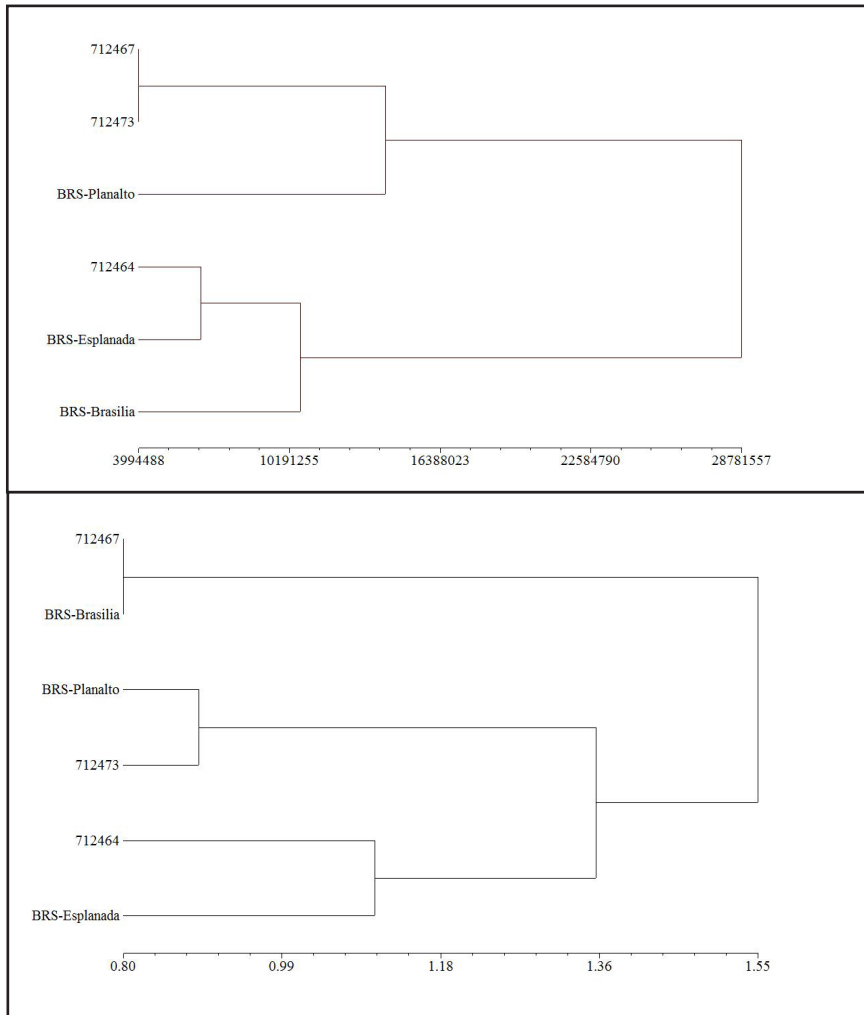 712467
712473
BRS-Planalto
712464
BRS-Esplanada
BRS-Brasilia
3994488 10191255 16388023 22584790 28781557
712467
BRS-Brasilia
BRS-Planalto
712473
712464
BRS-Esplanada
0.80 0.99 1.18 1.36 1.55